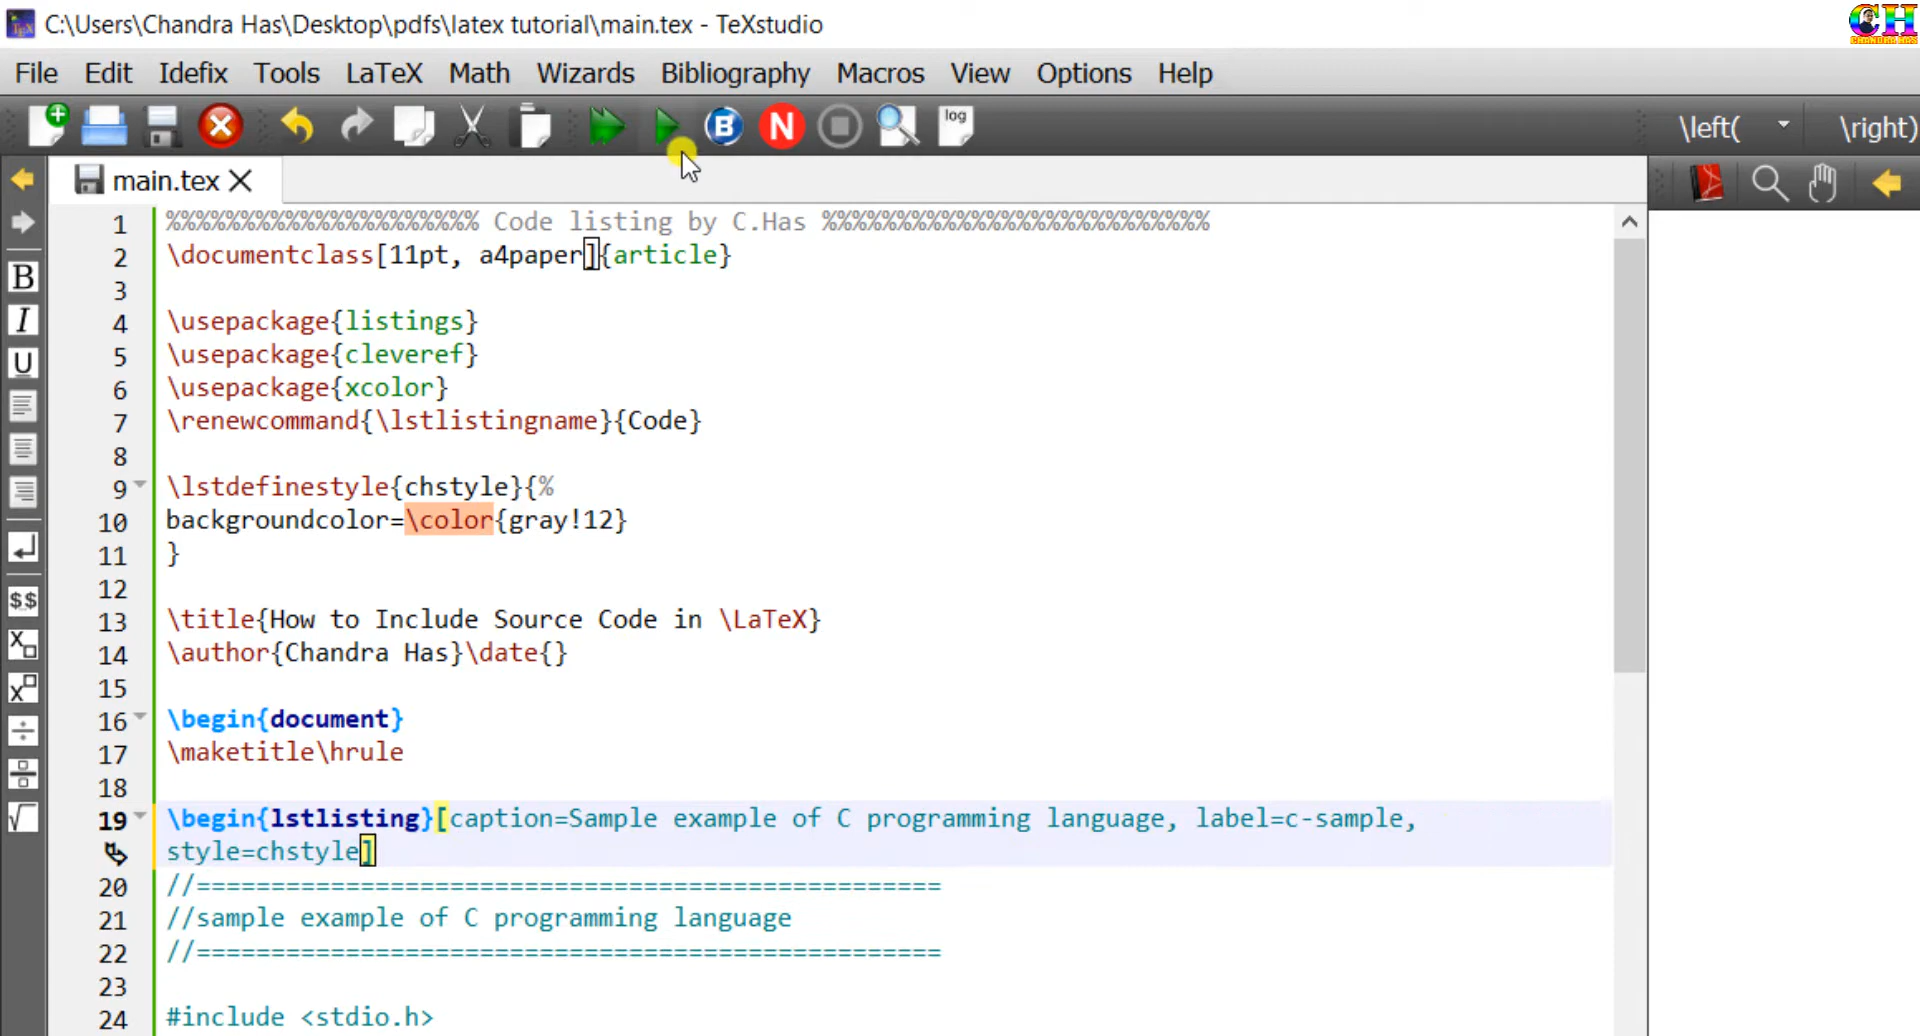 C:\Users\Chandra Has\Desktop\pdfs\latex tutorial\main.tex - TeXstudio
CH
CHANDRA HAS
File Edit Idefix Tools LaTeX Math Wizards Bibliography Macros View Options Help
B N log \left( \right)
main.tex
1 %%%%%%%%%%%%%%%%%%%%% Code listing by C.Has %%%%%%%%%%%%%%%%%%%%%%%%%%
2 \documentclass[11pt, a4paper]{article}
3
4 \usepackage{listings}
5 \usepackage{cleveref}
6 \usepackage{xcolor}
7 \renewcommand{\lstlistingname}{Code}
8
9 \lstdefinestyle{chstyle}{%
10 backgroundcolor=\color{gray!12}
11 }
12
13 \title{How to Include Source Code in \LaTeX}
14 \author{Chandra Has}\date{}
15
16 \begin{document}
17 \maketitle\hrule
18
19 \begin{lstlisting}[caption=Sample example of C programming language, label=c-sample,
style=chstyle]
20 //==================================================
21 //sample example of C programming language
22 //==================================================
23
24 #include <stdio.h>
B
I
U
$$
X
X
√